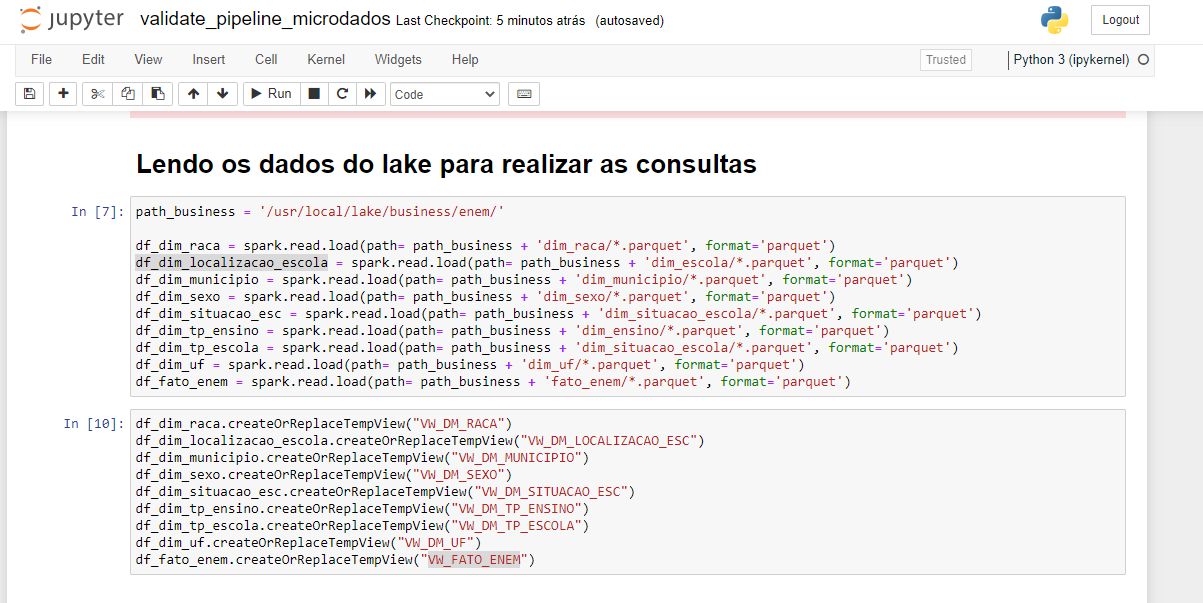 jupyter validate_pipeline_microdados Last Checkpoint: 5 minutos atrás (autosaved) Logout
File Edit View Insert Cell Kernel Widgets Help Trusted Python 3 (ipykernel)
Run Code
Lendo os dados do lake para realizar as consultas
In [7]: path_business = '/usr/local/lake/business/enem/'
df_dim_raca = spark.read.load(path= path_business + 'dim_raca/*.parquet', format='parquet')
df_dim_localizacao_escola = spark.read.load(path= path_business + 'dim_escola/*.parquet', format='parquet')
df_dim_municipio = spark.read.load(path= path_business + 'dim_municipio/*.parquet', format='parquet')
df_dim_sexo = spark.read.load(path= path_business + 'dim_sexo/*.parquet', format='parquet')
df_dim_situacao_esc = spark.read.load(path= path_business + 'dim_situacao_escola/*.parquet', format='parquet')
df_dim_tp_ensino = spark.read.load(path= path_business + 'dim_ensino/*.parquet', format='parquet')
df_dim_tp_escola = spark.read.load(path= path_business + 'dim_situacao_escola/*.parquet', format='parquet')
df_dim_uf = spark.read.load(path= path_business + 'dim_uf/*.parquet', format='parquet')
df_fato_enem = spark.read.load(path= path_business + 'fato_enem/*.parquet', format='parquet')
In [10]: df_dim_raca.createOrReplaceTempView("VW_DM_RACA")
df_dim_localizacao_escola.createOrReplaceTempView("VW_DM_LOCALIZACAO_ESC")
df_dim_municipio.createOrReplaceTempView("VW_DM_MUNICIPIO")
df_dim_sexo.createOrReplaceTempView("VW_DM_SEXO")
df_dim_situacao_esc.createOrReplaceTempView("VW_DM_SITUACAO_ESC")
df_dim_tp_ensino.createOrReplaceTempView("VW_DM_TP_ENSINO")
df_dim_tp_escola.createOrReplaceTempView("VW_DM_TP_ESCOLA")
df_dim_uf.createOrReplaceTempView("VW_DM_UF")
df_fato_enem.createOrReplaceTempView("VW_FATO_ENEM")